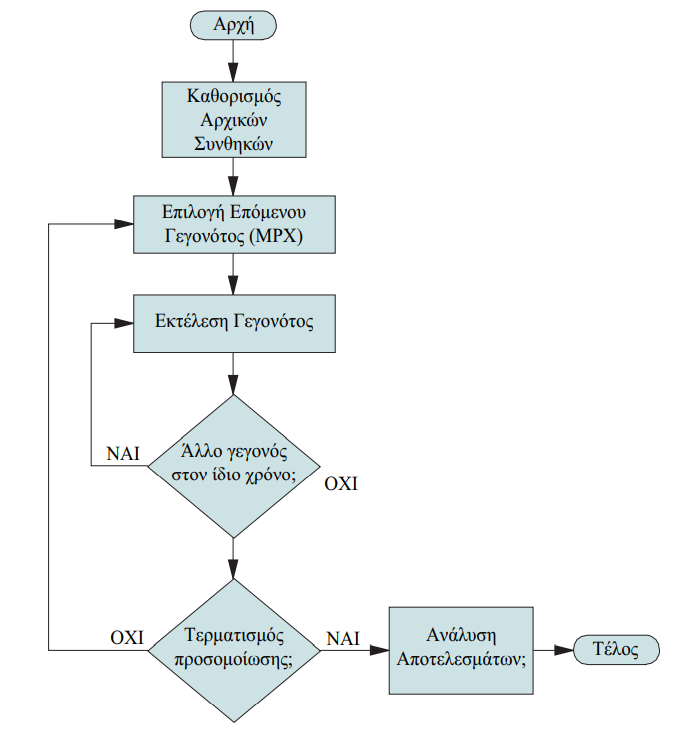 Αρχή
Καθορισμός
Αρχικών
Συνθηκών
Επιλογή Επόμενου
Γεγονότος (ΜΡΧ)
Εκτέλεση Γεγονότος
Άλλο γεγονός
στον ίδιο χρόνο;
ΝΑΙ
ΟΧΙ
Τερματισμός
προσομοίωσης;
ΟΧΙ
ΝΑΙ
Ανάλυση
Αποτελεσμάτων;
Τέλος